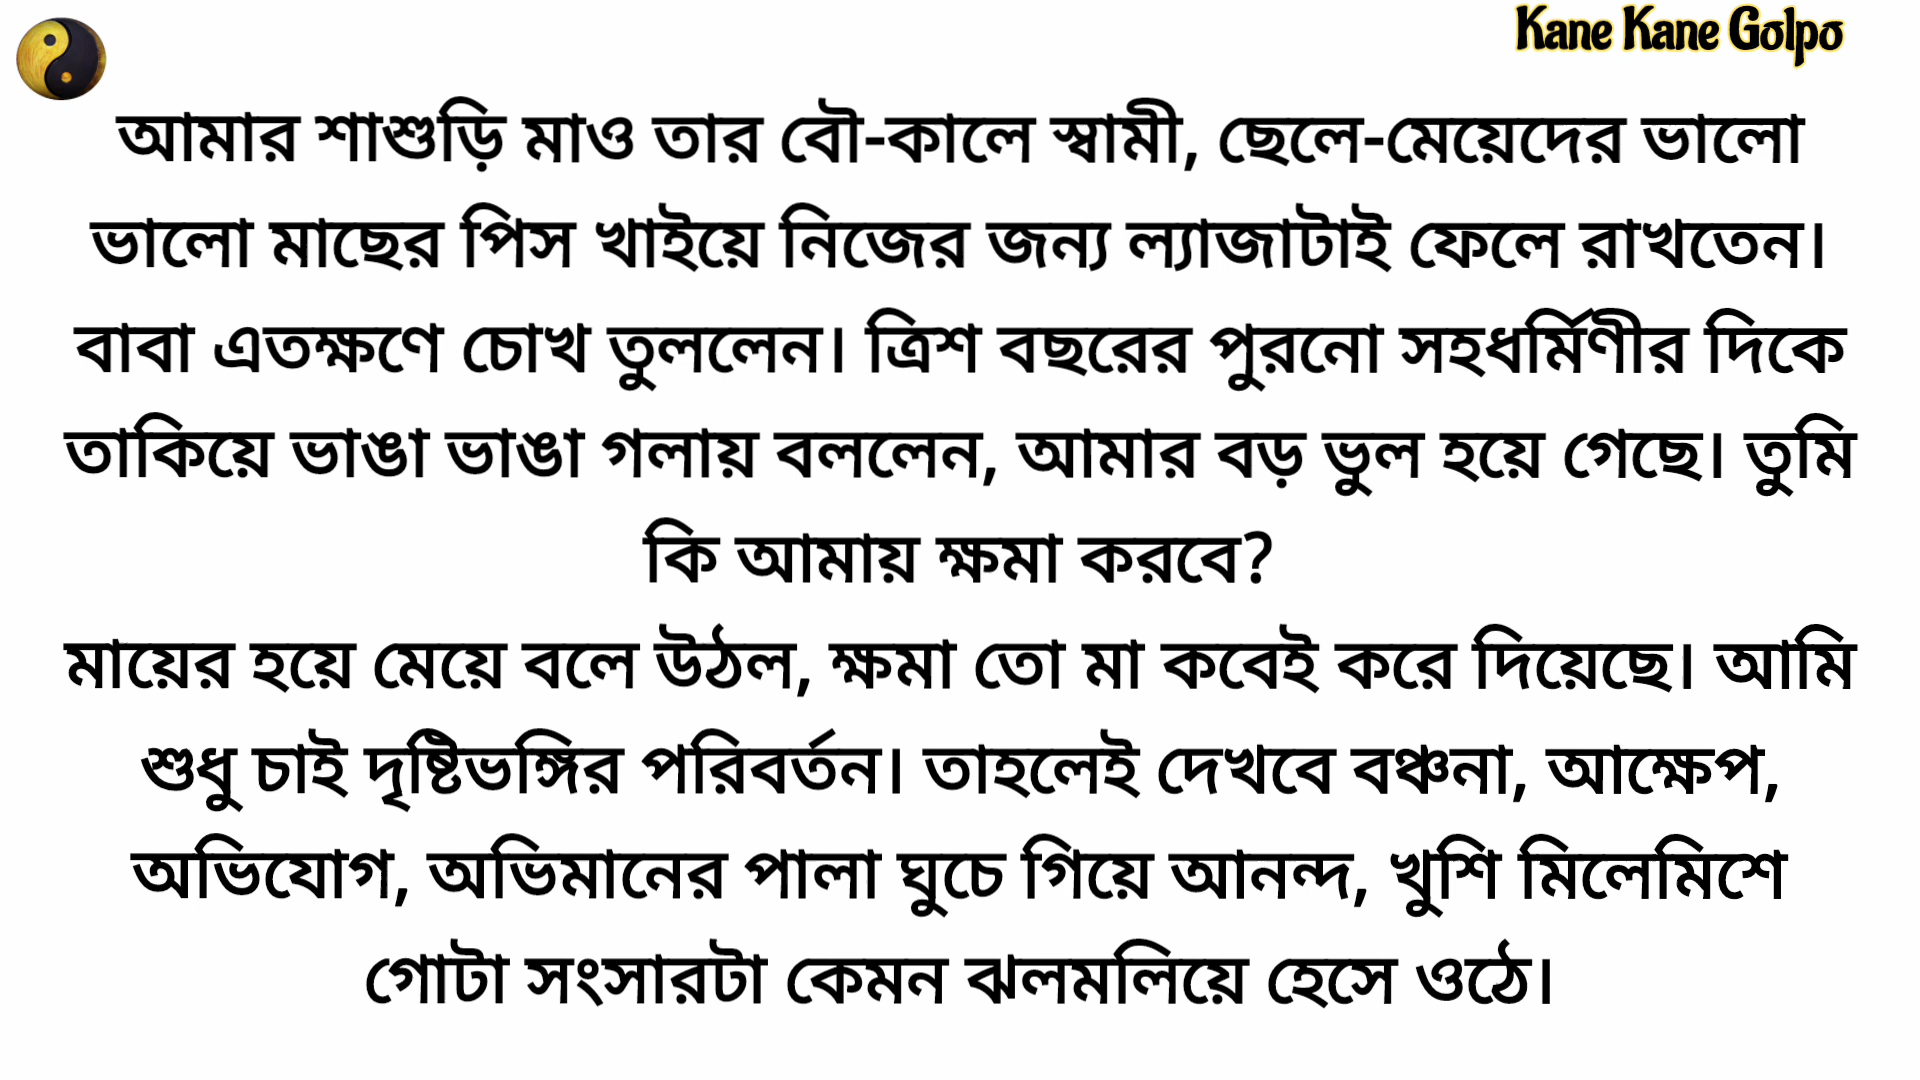 Kane Kane Golpo
আমার শাশুড়ি মাও তার বৌ-কালে স্বামী, ছেলে-মেয়েদের ভালো
ভালো মাছের পিস খাইয়ে নিজের জন্য ল্যাজাটাই ফেলে রাখতেন।
বাবা এতক্ষণে চোখ তুললেন। ত্রিশ বছরের পুরনো সহধর্মিণীর দিকে
তাকিয়ে ভাঙা ভাঙা গলায় বললেন, আমার বড় ভুল হয়ে গেছে। তুমি
কি আমায় ক্ষমা করবে?
মায়ের হয়ে মেয়ে বলে উঠল, ক্ষমা তো মা কবেই করে দিয়েছে। আমি
শুধু চাই দৃষ্টিভঙ্গির পরিবর্তন। তাহলেই দেখবে বঞ্চনা, আক্ষেপ,
অভিযোগ, অভিমানের পালা ঘুচে গিয়ে আনন্দ, খুশি মিলেমিশে
গোটা সংসারটা কেমন ঝলমলিয়ে হেসে ওঠে।